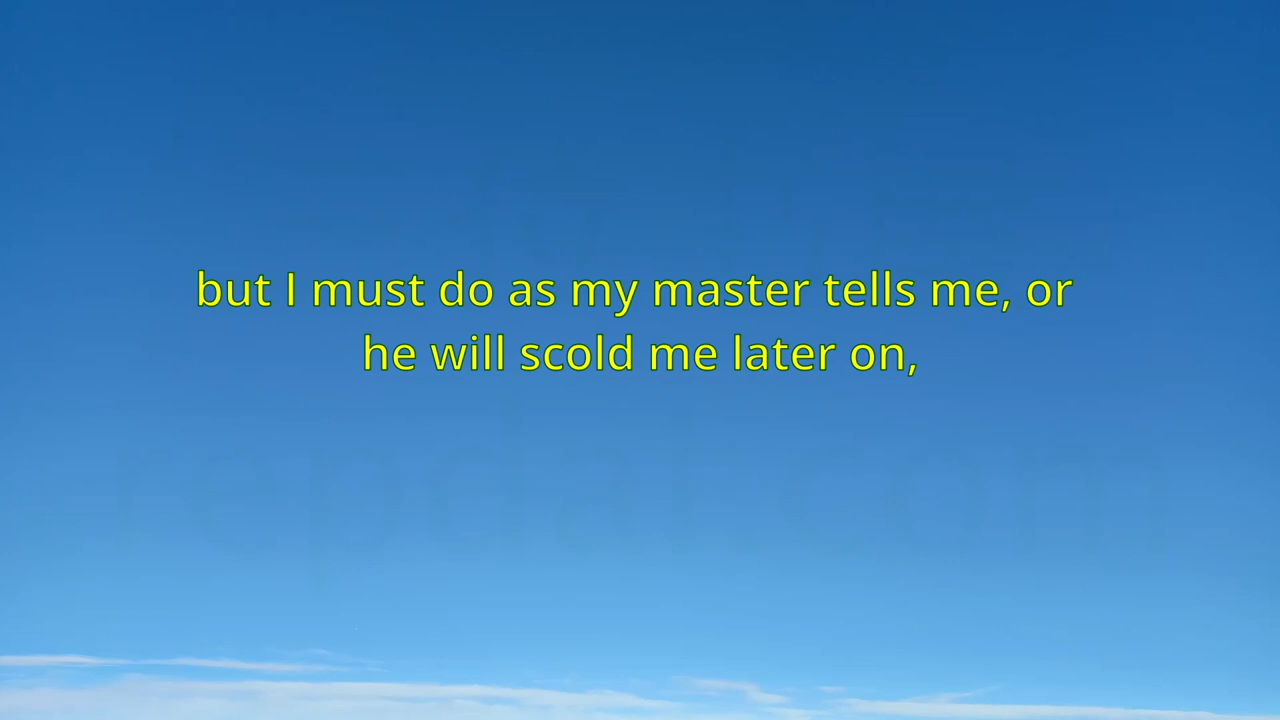 but I must do as my master tells me, or
he will scold me later on,